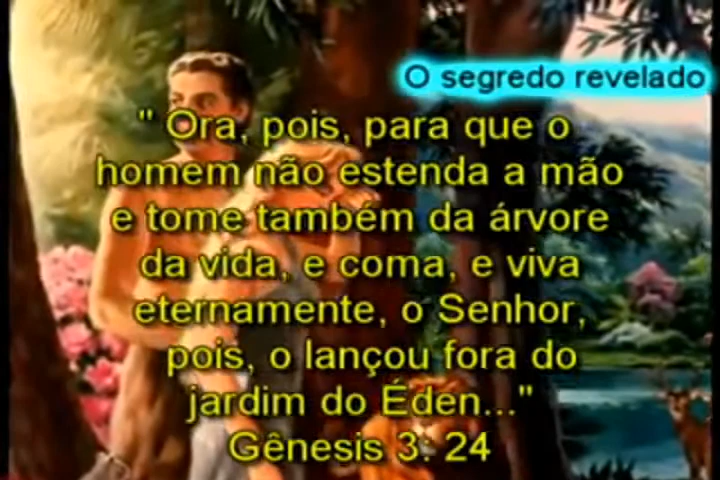 O segredo revelado
" Ora, pois, para que o
homem não estenda a mão
e tome também da árvore
da vida, e coma, e viva
eternamente, o Senhor,
pois, o lançou fora do
jardim do Éden..."
Gênesis 3: 24